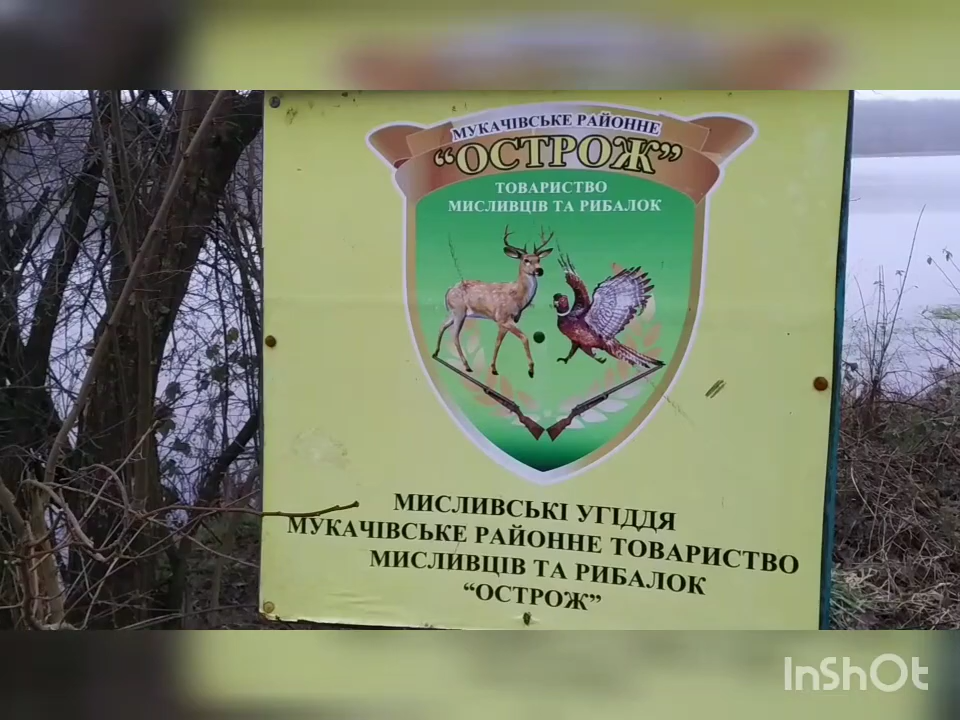 МУКАЧІВСЬКЕ РАЙОННЕ
“ОСТРОЖ”
ТОВАРИСТВО
МИСЛИВЦІВ ТА РИБАЛОК
МИСЛИВСЬКІ УГІДДЯ
МУКАЧІВСЬКЕ РАЙОННЕ ТОВАРИСТВО
МИСЛИВЦІВ ТА РИБАЛОК
“ОСТРОЖ”
InShOt